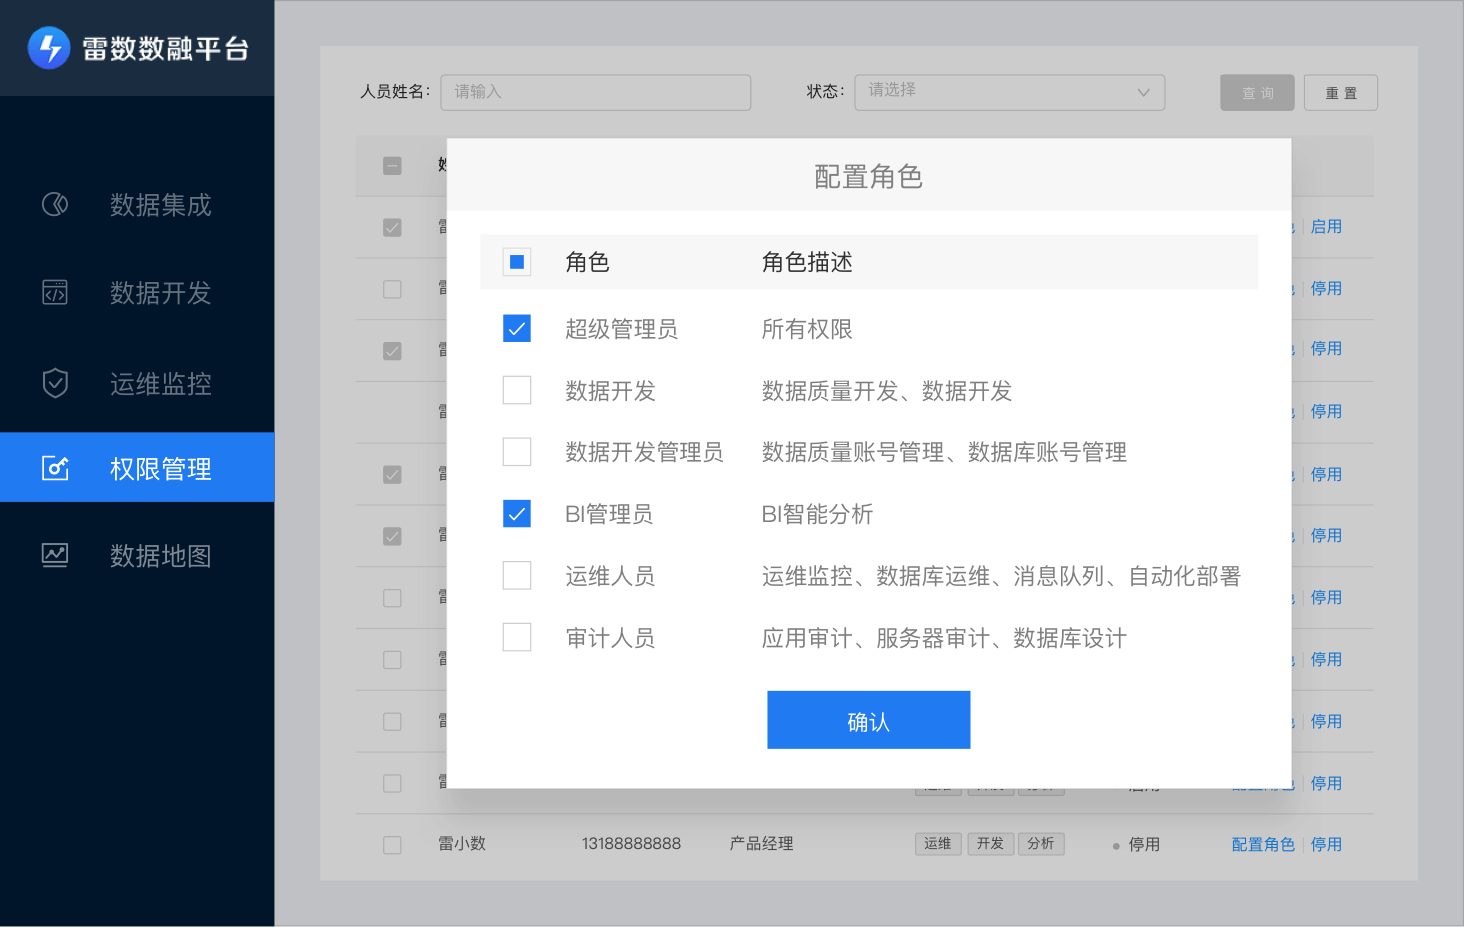 雷数数融平台
数据集成
数据开发
运维监控
权限管理
数据地图
人员姓名: 请输入 状态: 请选择 查询 重置
配置角色
角色 角色描述
超级管理员 所有权限
数据开发 数据质量开发、数据开发
数据开发管理员 数据质量账号管理、数据库账号管理
BI管理员 BI智能分析
运维人员 运维监控、数据库运维、消息队列、自动化部署
审计人员 应用审计、服务器审计、数据库设计
确认
启用
停用
停用
停用
停用
停用
停用
停用
停用
配置角色 停用
雷小数 13188888888 产品经理 运维 开发 分析 停用 配置角色 停用